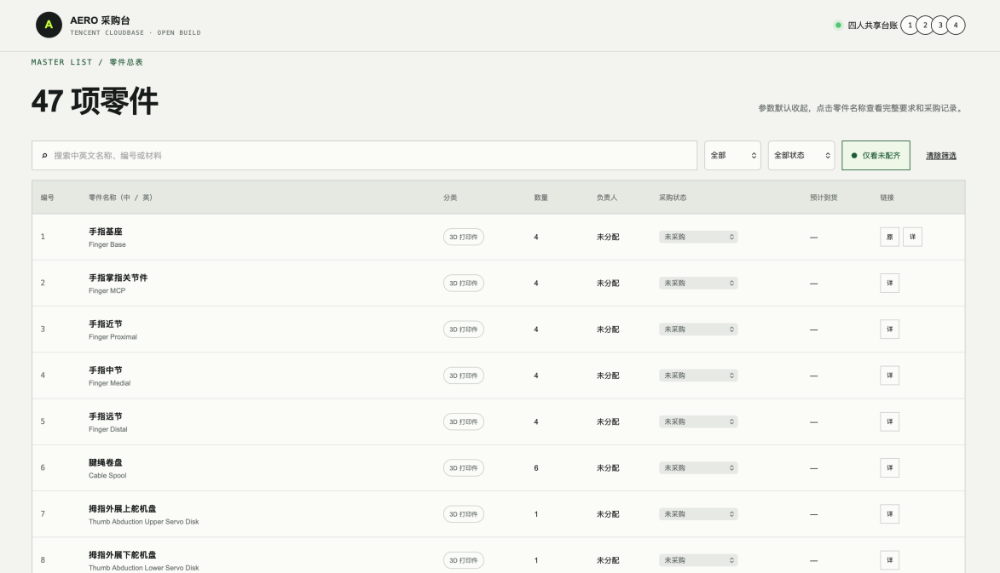 A
AERO 采购台
TENCENT CLOUDBASE · OPEN BUILD
四人共享台账
1 2 3 4
MASTER LIST / 零件总表
47 项零件
参数默认收起，点击零件名称查看完整要求和采购记录。
搜索中英文名称、编号或材料
全部
全部状态
仅看未配齐
清除筛选
编号 零件名称（中 / 英） 分类 数量 负责人 采购状态 预计到货 链接
1 手指基座 3D 打印件 4 未分配 未采购 — 原 详
Finger Base
2 手指掌指关节件 3D 打印件 4 未分配 未采购 — 详
Finger MCP
3 手指近节 3D 打印件 4 未分配 未采购 — 详
Finger Proximal
4 手指中节 3D 打印件 4 未分配 未采购 — 详
Finger Medial
5 手指远节 3D 打印件 4 未分配 未采购 — 详
Finger Distal
6 腱绳卷盘 3D 打印件 6 未分配 未采购 — 详
Cable Spool
7 拇指外展上舵机盘 3D 打印件 1 未分配 未采购 — 详
Thumb Abduction Upper Servo Disk
8 拇指外展下舵机盘 3D 打印件 1 未分配 未采购 — 详
Thumb Abduction Lower Servo Disk